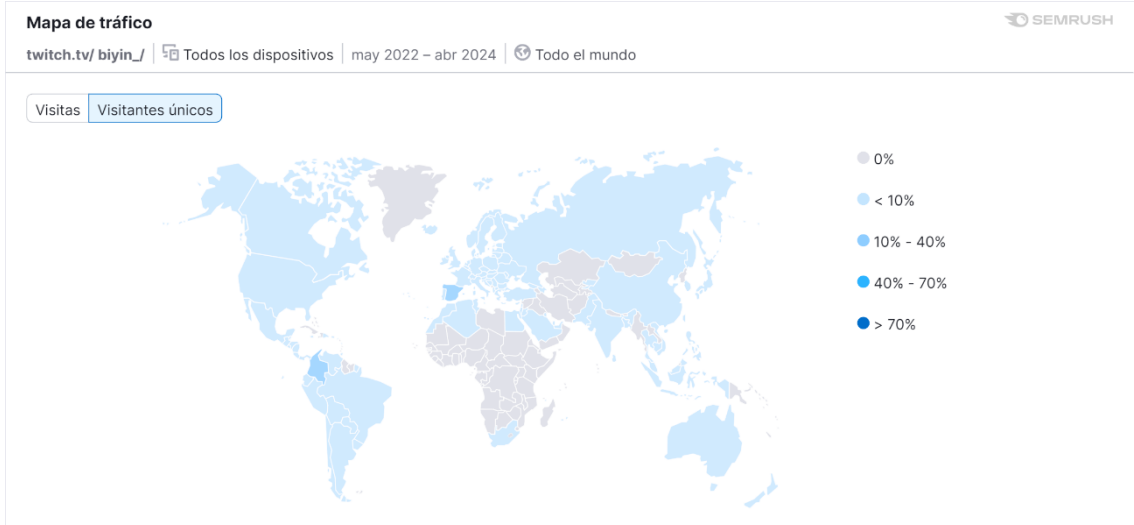 Mapa de tráfico
SEMRUSH
twitch.tv/ biyin_/ Todos los dispositivos may 2022 – abr 2024 Todo el mundo
Visitas Visitantes únicos
0%
< 10%
10% - 40%
40% - 70%
> 70%